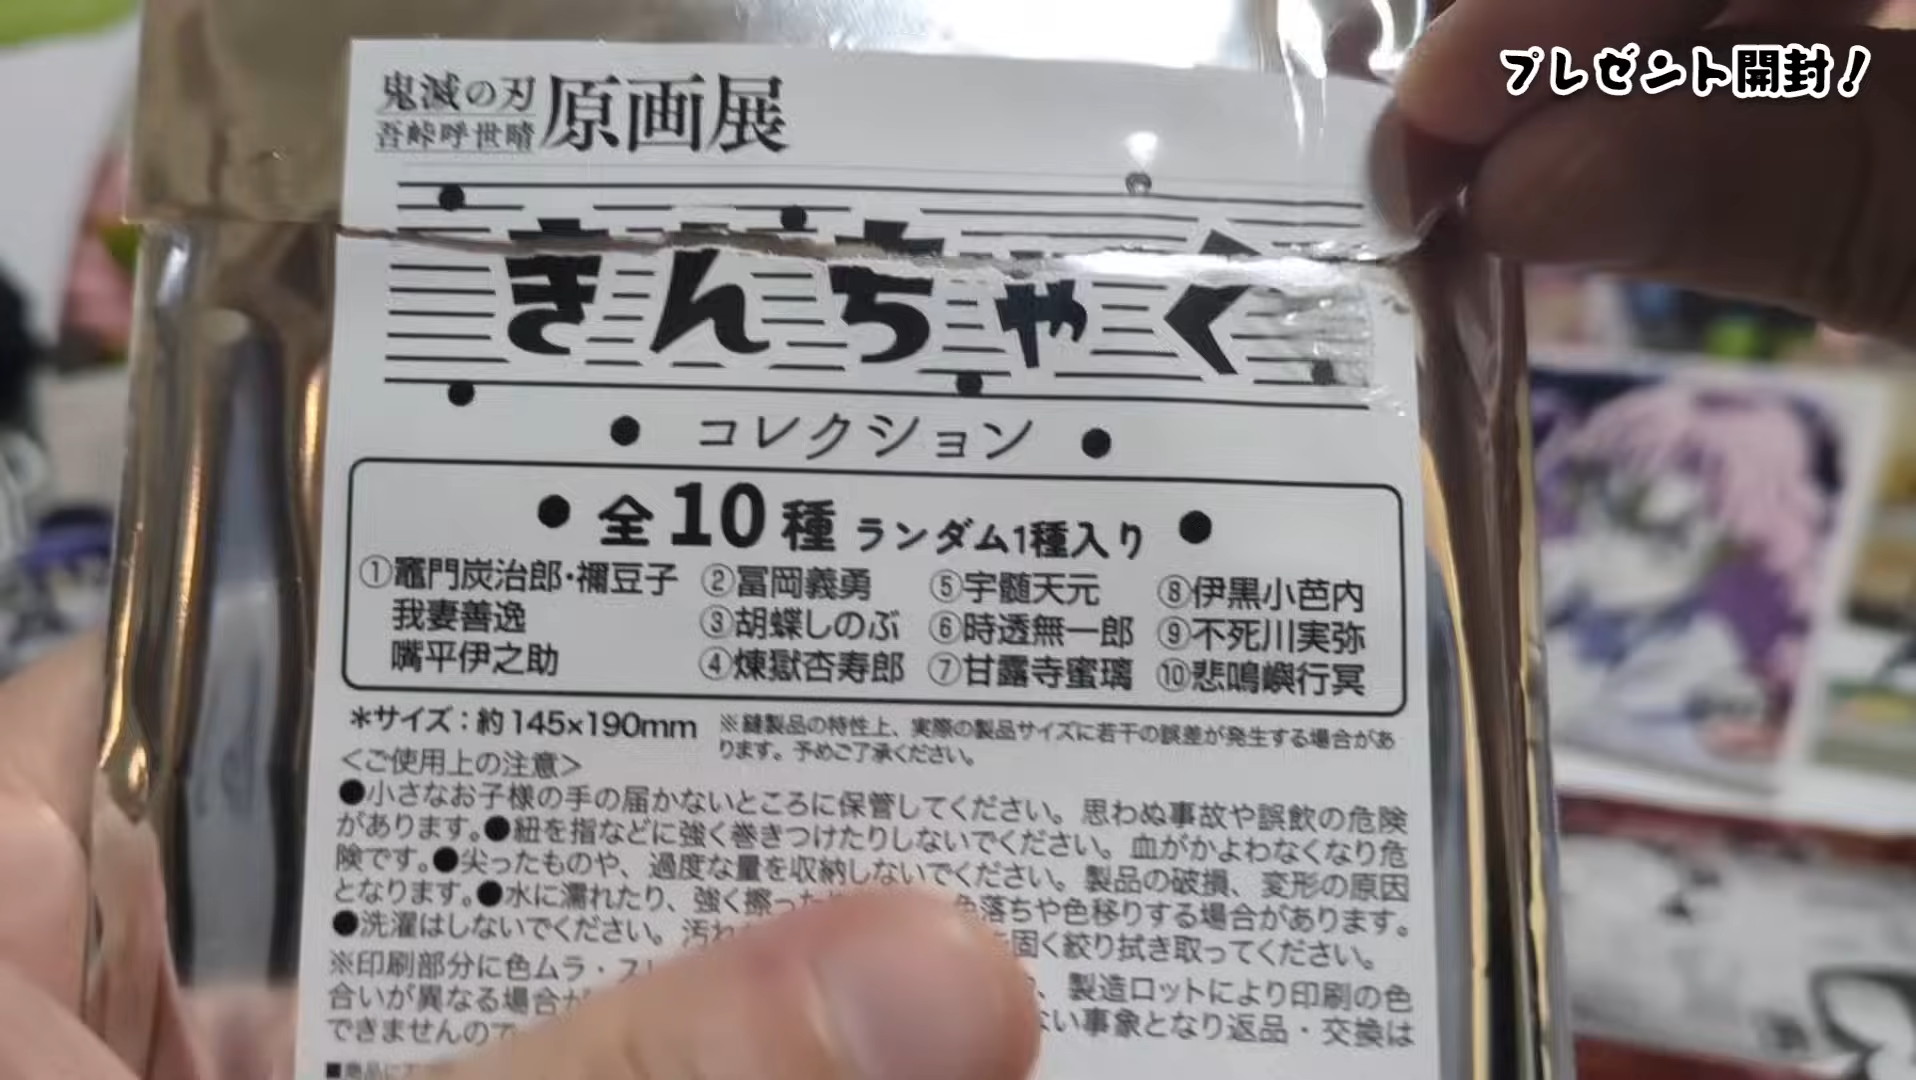 プレゼント開封！
鬼滅の刃
吾峠呼世晴
原画展
きんちゃく
● コレクション ●
● 全10種 ランダム1種入り ●
①竈門炭治郎・禰豆子
我妻善逸
嘴平伊之助
②冨岡義勇
③胡蝶しのぶ
④煉獄杏寿郎
⑤宇髄天元
⑥時透無一郎
⑦甘露寺蜜璃
⑧伊黒小芭内
⑨不死川実弥
⑩悲鳴嶼行冥
＊サイズ：約145×190mm
※縫製品の特性上、実際の製品サイズに若干の誤差が発生する場合があ
ります。予めご了承ください。
＜ご使用上の注意＞
●小さなお子様の手の届かないところに保管してください。思わぬ事故や誤飲の危険
があります。●紐を指などに強く巻きつけたりしないでください。血がかよわなくなり危
険です。●尖ったものや、過度な量を収納しないでください。製品の破損、変形の原因
となります。●水に濡れたり、強く擦った 色落ちや色移りする場合があります。
●洗濯はしないでください。汚れ 固く絞り拭き取ってください。
※印刷部分に色ムラ・ス 、製造ロットにより印刷の色
合いが異なる場合が ない事象となり返品・交換は
できませんので